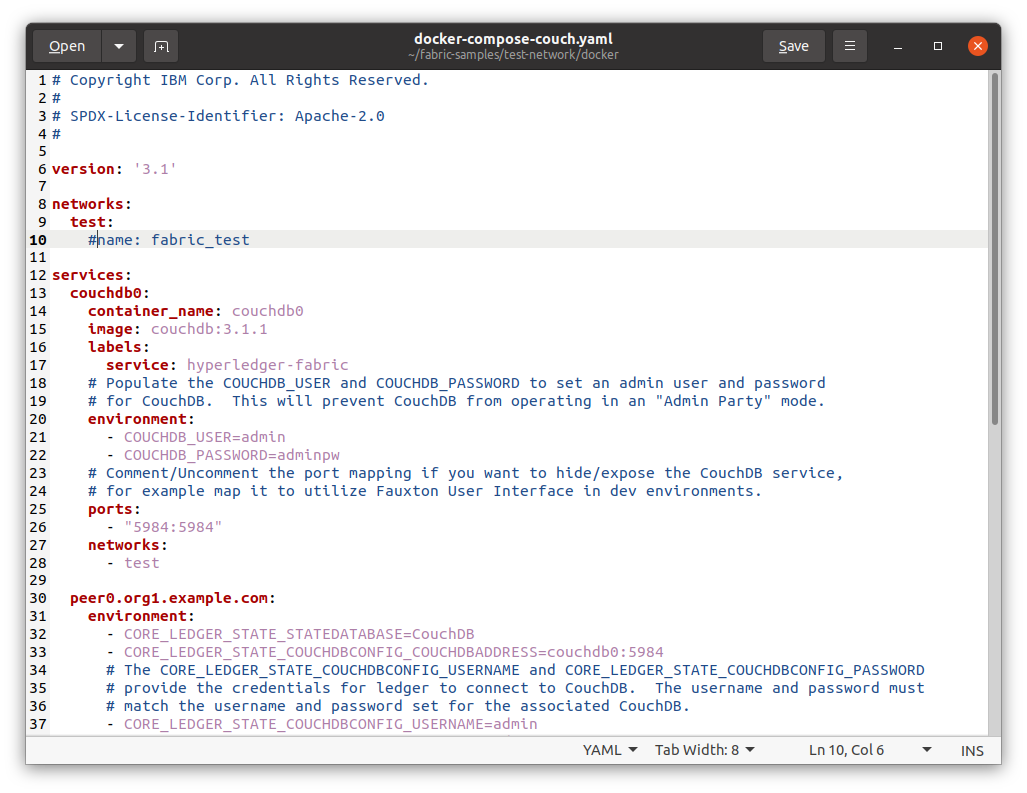 Open
docker-compose-couch.yaml
~/fabric-samples/test-network/docker
Save
1 # Copyright IBM Corp. All Rights Reserved.
2 #
3 # SPDX-License-Identifier: Apache-2.0
4 #
5
6 version: '3.1'
7
8 networks:
9   test:
10     #name: fabric_test
11
12 services:
13   couchdb0:
14     container_name: couchdb0
15     image: couchdb:3.1.1
16     labels:
17       service: hyperledger-fabric
18     # Populate the COUCHDB_USER and COUCHDB_PASSWORD to set an admin user and password
19     # for CouchDB.  This will prevent CouchDB from operating in an "Admin Party" mode.
20     environment:
21       - COUCHDB_USER=admin
22       - COUCHDB_PASSWORD=adminpw
23     # Comment/Uncomment the port mapping if you want to hide/expose the CouchDB service,
24     # for example map it to utilize Fauxton User Interface in dev environments.
25     ports:
26       - "5984:5984"
27     networks:
28       - test
29
30   peer0.org1.example.com:
31     environment:
32       - CORE_LEDGER_STATE_STATEDATABASE=CouchDB
33       - CORE_LEDGER_STATE_COUCHDBCONFIG_COUCHDBADDRESS=couchdb0:5984
34       # The CORE_LEDGER_STATE_COUCHDBCONFIG_USERNAME and CORE_LEDGER_STATE_COUCHDBCONFIG_PASSWORD
35       # provide the credentials for ledger to connect to CouchDB.  The username and password must
36       # match the username and password set for the associated CouchDB.
37       - CORE_LEDGER_STATE_COUCHDBCONFIG_USERNAME=admin
YAML
Tab Width: 8
Ln 10, Col 6
INS